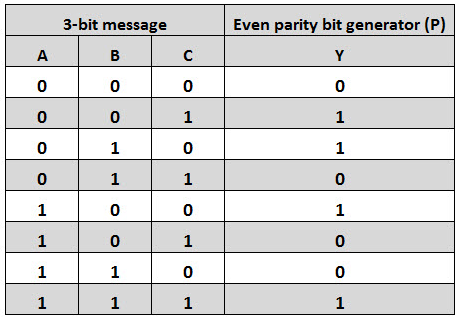 3-bit message Even parity bit generator (P)
A B C Y
0 0 0 0
0 0 1 1
0 1 0 1
0 1 1 0
1 0 0 1
1 0 1 0
1 1 0 0
1 1 1 1